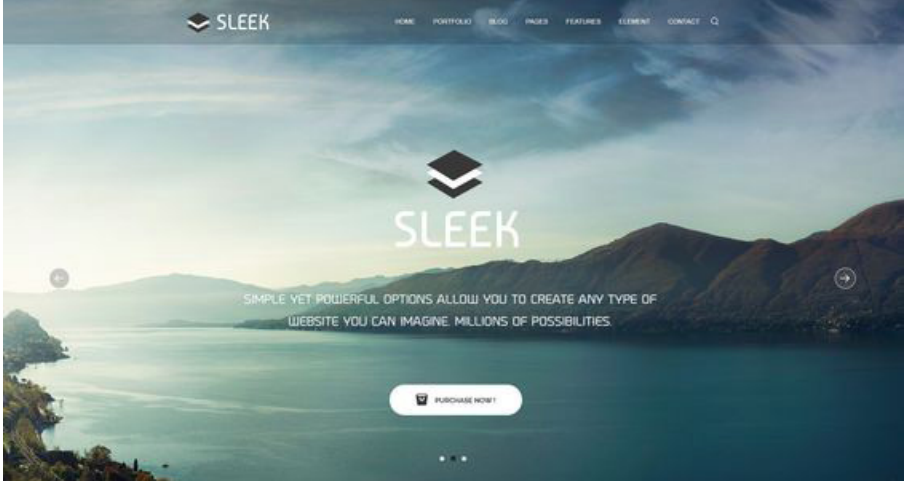 SLEEK
HOME PORTFOLIO BLOG PAGES FEATURES ELEMENT CONTACT
SLEEK
SIMPLE YET POWERFUL OPTIONS ALLOW YOU TO CREATE ANY TYPE OF
WEBSITE YOU CAN IMAGINE. MILLIONS OF POSSIBILITIES.
PURCHASE NOW!